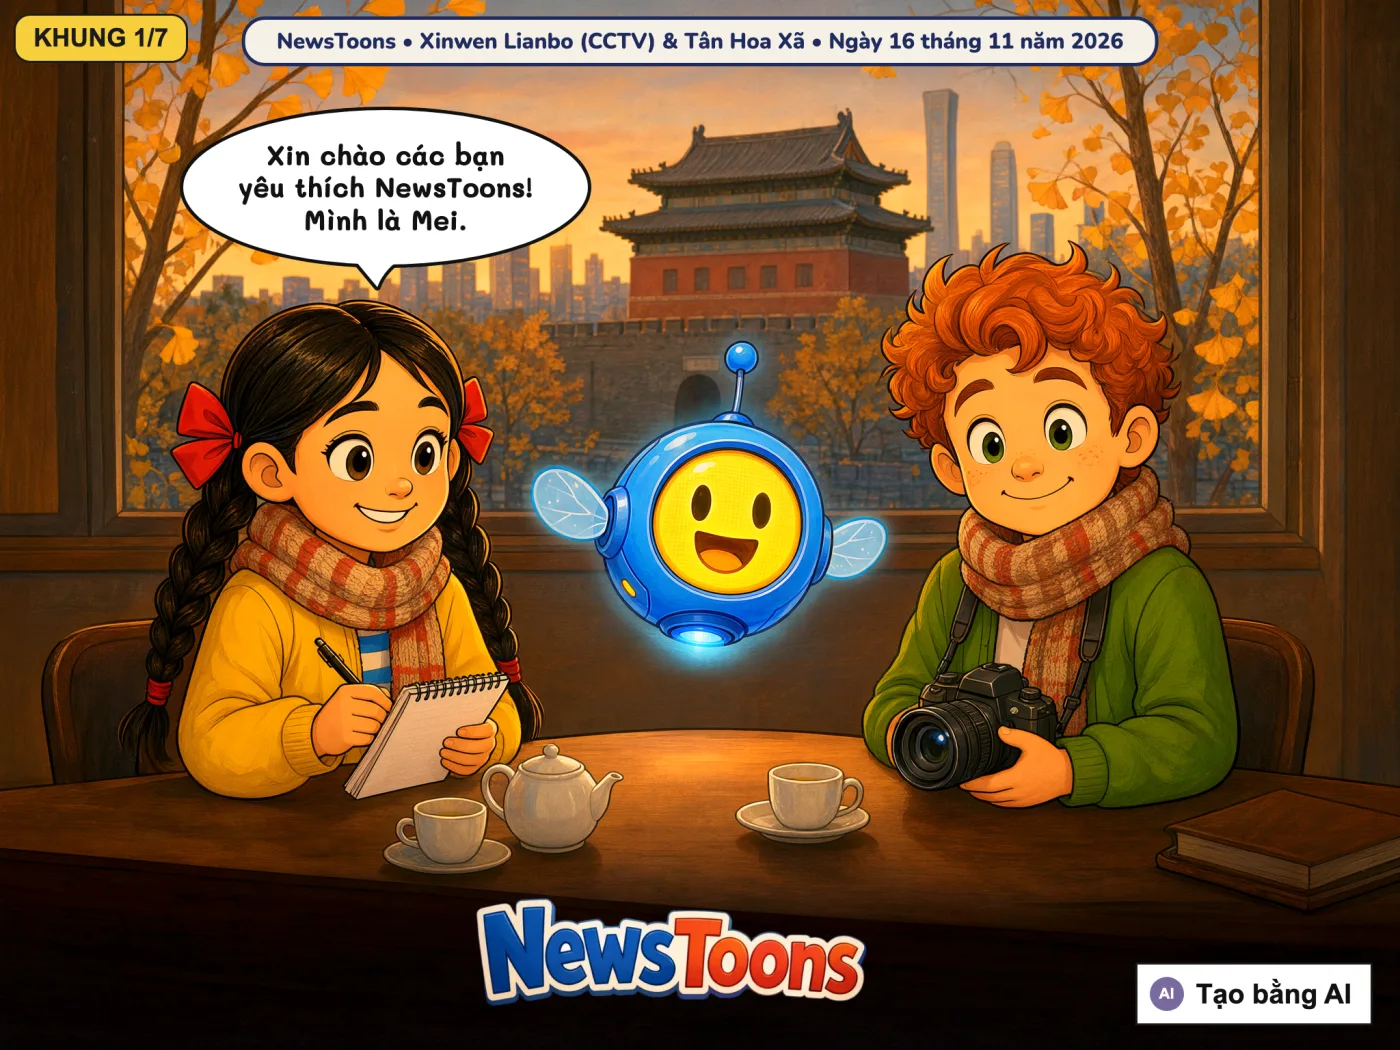 KHUNG 1/7
NewsToons • Xinwen Lianbo (CCTV) & Tân Hoa Xã • Ngày 16 tháng 11 năm 2026
Xin chào các bạn
yêu thích NewsToons!
Mình là Mei.
NewsToons
AI Tạo bằng AI